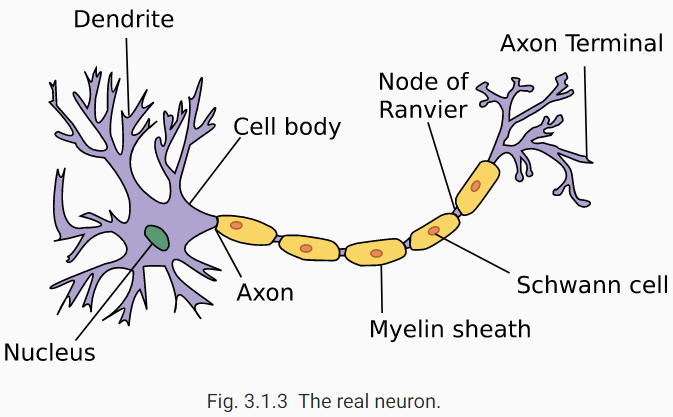 Dendrite
Axon Terminal
Node of
Ranvier
Cell body
Axon
Schwann cell
Myelin sheath
Nucleus
Fig. 3.1.3 The real neuron.